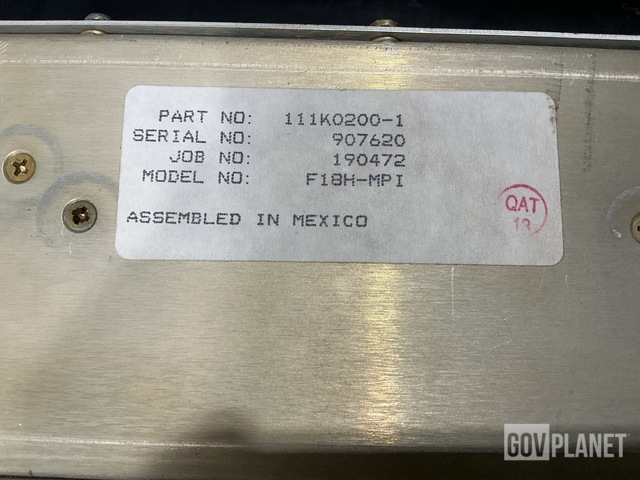 PART NO: 111K0200-1
SERIAL NO: 907620
JOB NO: 190472
MODEL NO: F18H-MPI
ASSEMBLED IN MEXICO
QAT
13
GOVPLANET